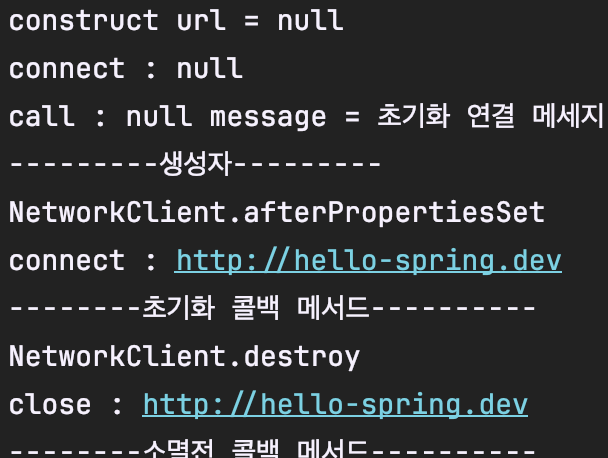 construct url = null
connect : null
call : null message = 초기화 연결 메세지
---------생성자---------
NetworkClient.afterPropertiesSet
connect : http://hello-spring.dev
--------초기화 콜백 메서드----------
NetworkClient.destroy
close : http://hello-spring.dev
--------소멸전 콜백 메서드----------